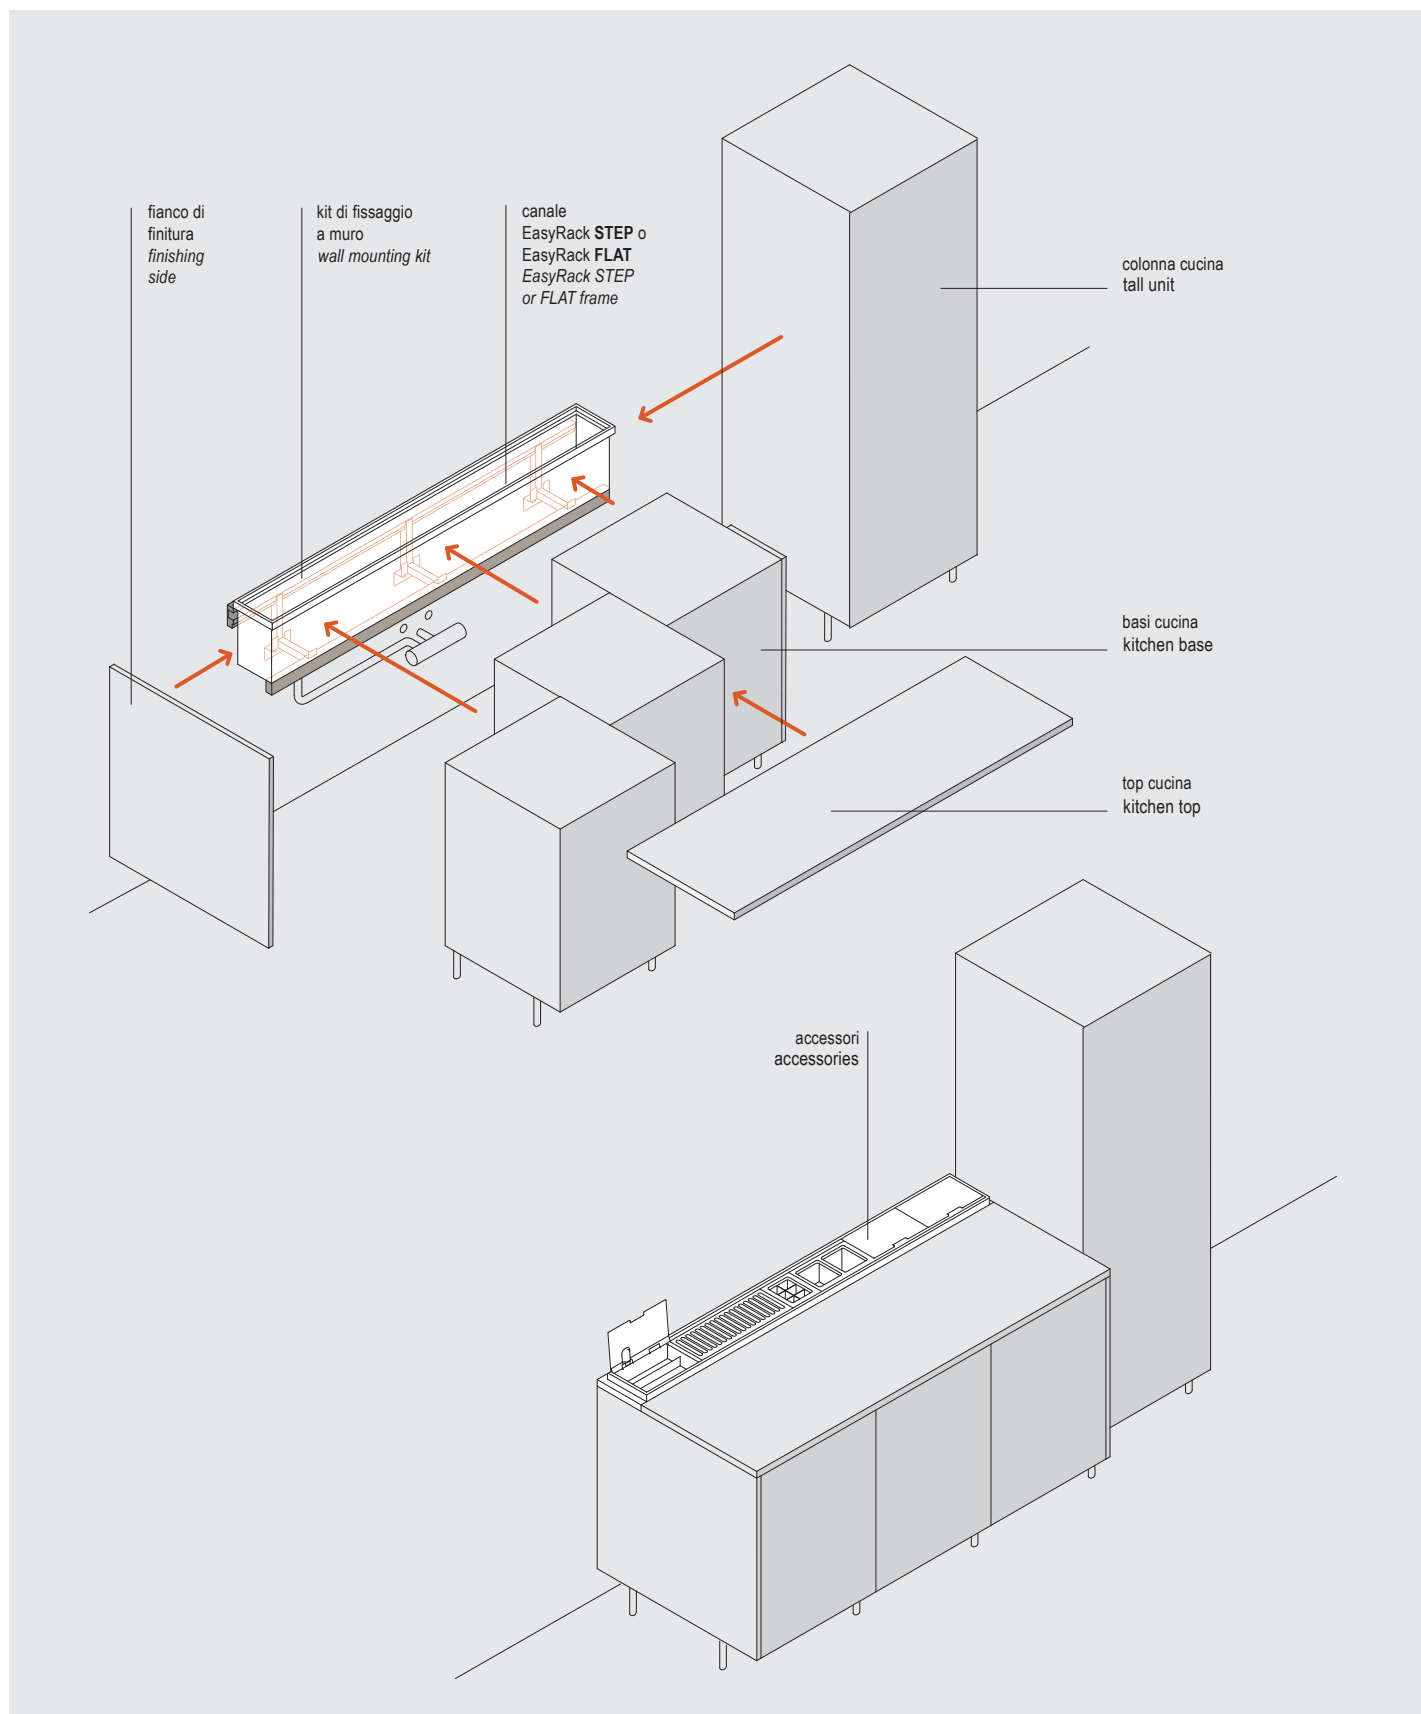 fianco di
finitura
finishing
side
kit di fissaggio
a muro
wall mounting kit
canale
EasyRack STEP o
EasyRack FLAT
EasyRack STEP
or FLAT frame
colonna cucina
tall unit
basi cucina
kitchen base
top cucina
kitchen top
accessori
accessories